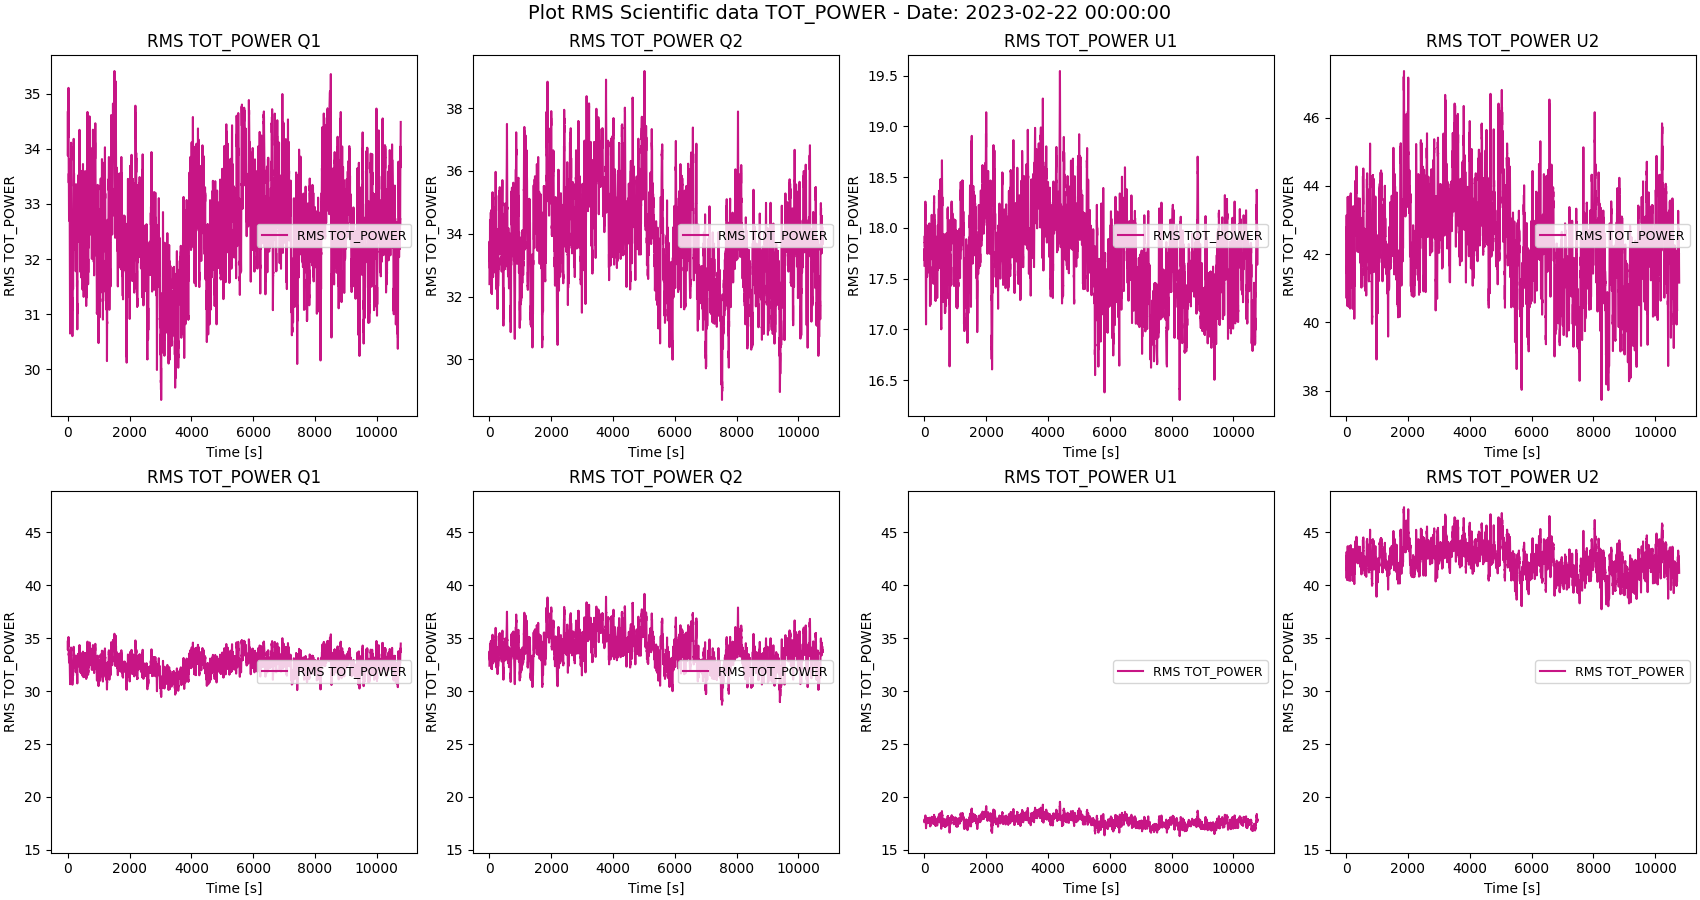 Plot RMS Scientific data TOT_POWER - Date: 2023-02-22 00:00:00
RMS TOT_POWER Q1
RMS TOT_POWER
35
34
33
32
31
30
RMS TOT_POWER
0 2000 4000 6000 8000 10000
Time [s]
RMS TOT_POWER Q2
RMS TOT_POWER
38
36
34
32
30
RMS TOT_POWER
0 2000 4000 6000 8000 10000
Time [s]
RMS TOT_POWER U1
RMS TOT_POWER
19.5
19.0
18.5
18.0
17.5
17.0
16.5
RMS TOT_POWER
0 2000 4000 6000 8000 10000
Time [s]
RMS TOT_POWER U2
RMS TOT_POWER
46
44
42
40
38
RMS TOT_POWER
0 2000 4000 6000 8000 10000
Time [s]
RMS TOT_POWER Q1
RMS TOT_POWER
45
40
35
30
25
20
15
RMS TOT_POWER
0 2000 4000 6000 8000 10000
Time [s]
RMS TOT_POWER Q2
RMS TOT_POWER
45
40
35
30
25
20
15
RMS TOT_POWER
0 2000 4000 6000 8000 10000
Time [s]
RMS TOT_POWER U1
RMS TOT_POWER
45
40
35
30
25
20
15
RMS TOT_POWER
0 2000 4000 6000 8000 10000
Time [s]
RMS TOT_POWER U2
RMS TOT_POWER
45
40
35
30
25
20
15
RMS TOT_POWER
0 2000 4000 6000 8000 10000
Time [s]